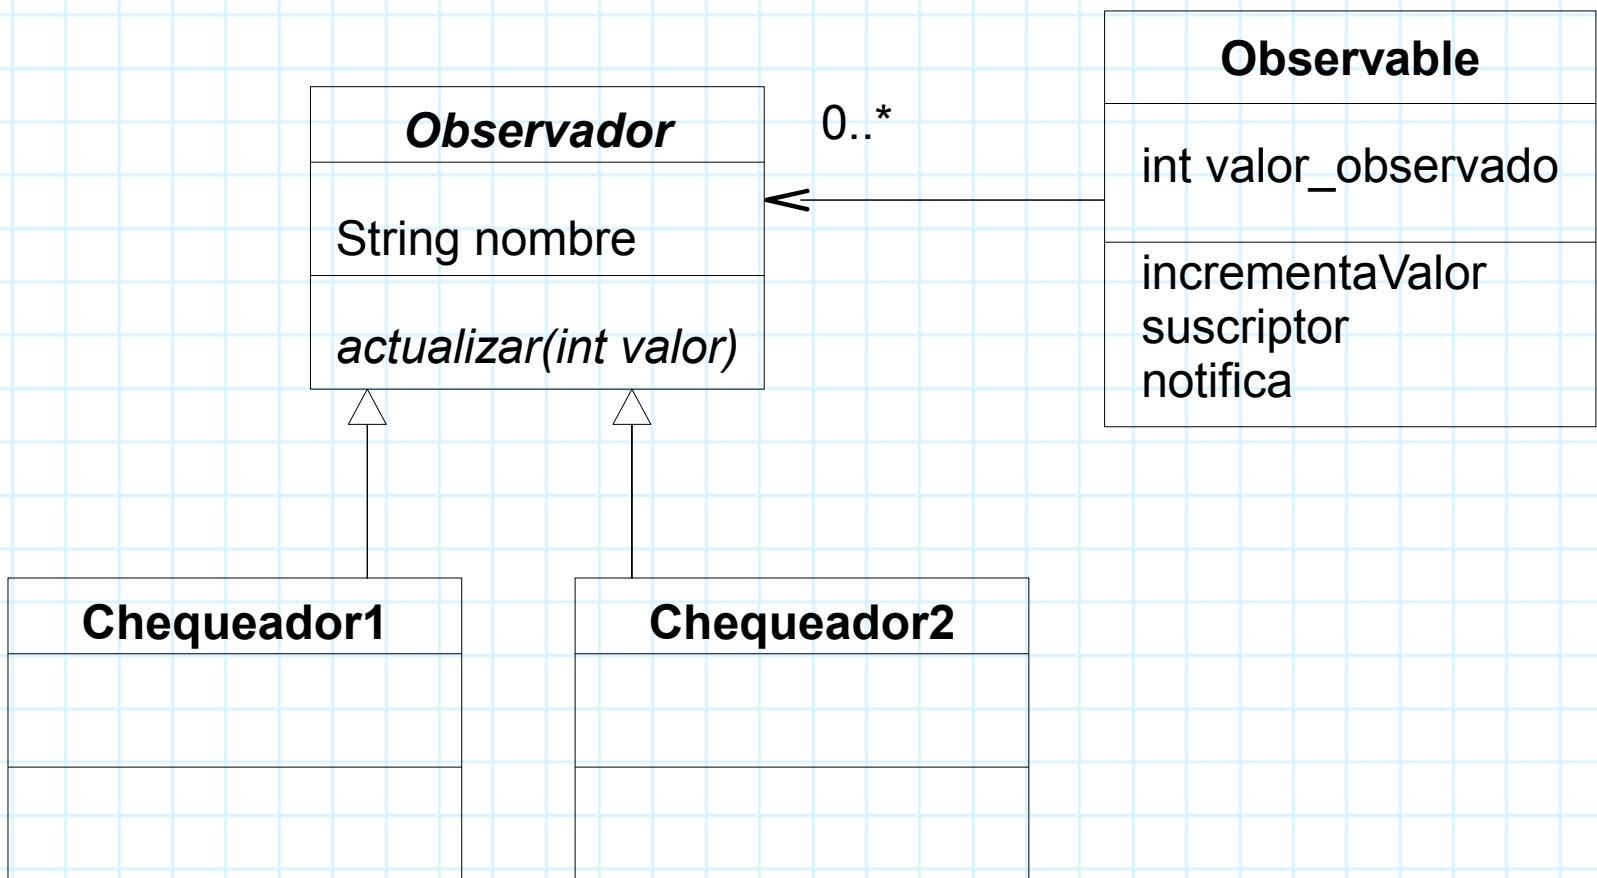 Observador
String nombre
actualizar(int valor)
0..*
Observable
int valor_observado
incrementaValor
suscriptor
notifica
Chequeador1
Chequeador2